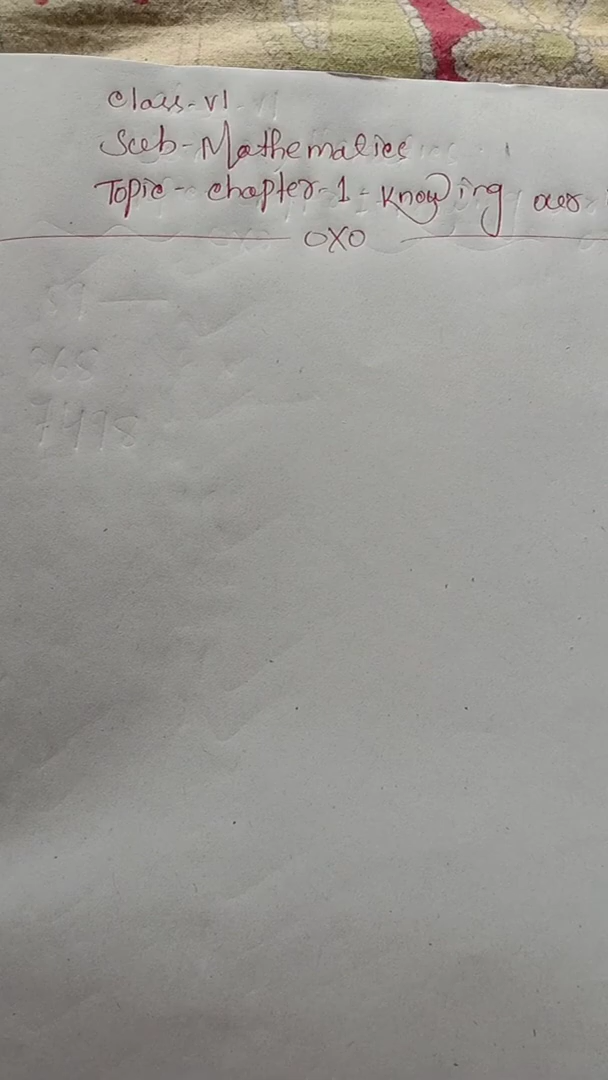 Class-VI
Sub-Mathematics
Topic- chapter-1-Knowing our
OXO